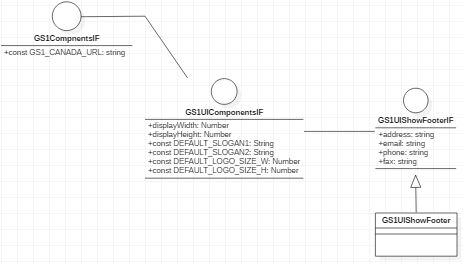 GS1CompnentsIF
+const GS1_CANADA_URL: string
GS1UIComponentsIF
+displayWidth: Number
+displayHeight: Number
+const DEFAULT_SLOGAN1: String
+const DEFAULT_SLOGAN2: String
+const DEFAULT_LOGO_SIZE_W: Number
+const DEFAULT_LOGO_SIZE_H: Number
GS1UIShowFooterIF
+address: string
+email: string
+phone: string
+fax: string
GS1UIShowFooter